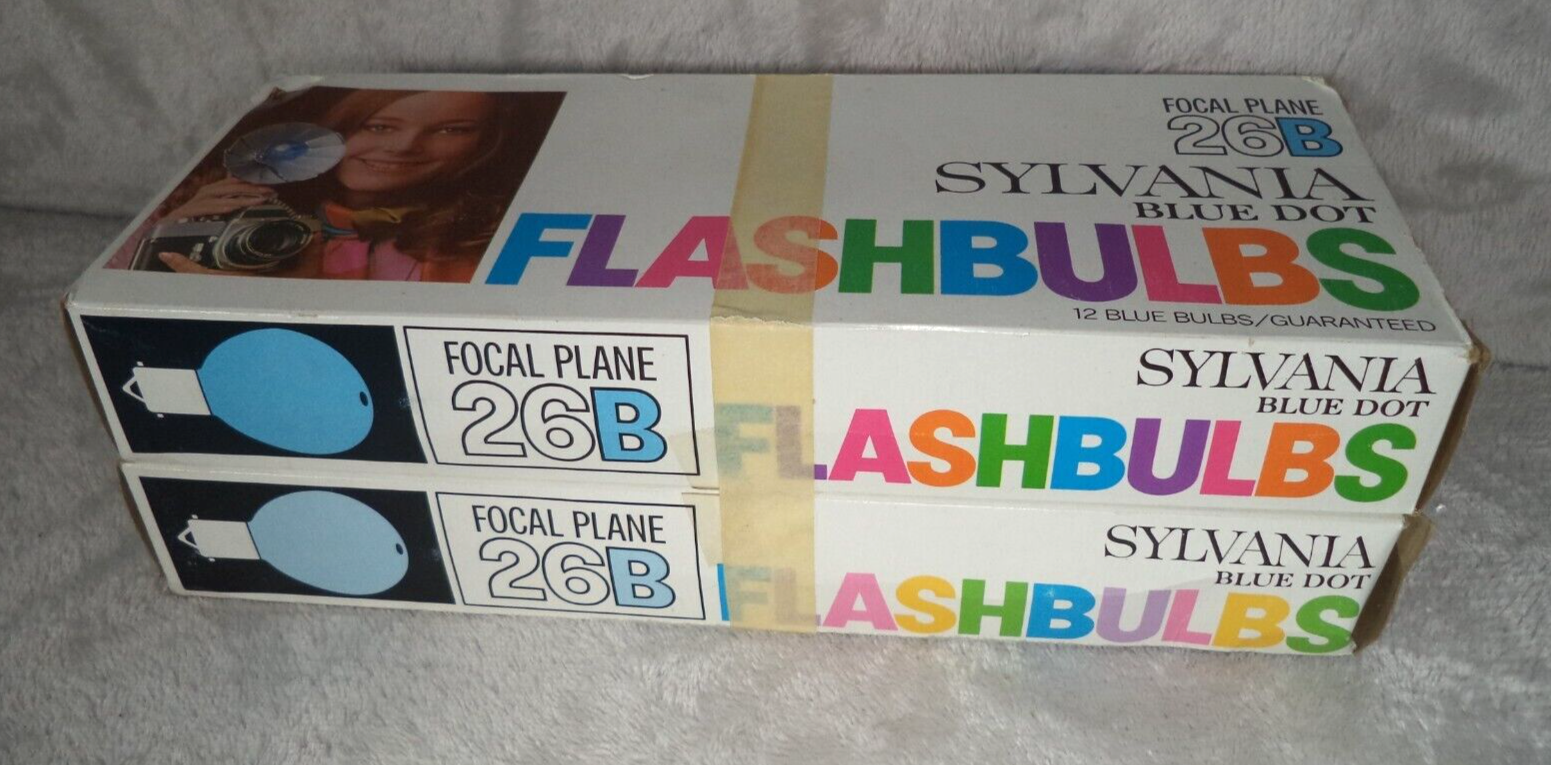 FOCAL PLANE
26B
SYLVANIA
BLUE DOT
FLASHBULBS
12 BLUE BULBS/GUARANTEED
FOCAL PLANE
26B
SYLVANIA
BLUE DOT
FLASHBULBS
FOCAL PLANE
26B
SYLVANIA
BLUE DOT
FLASHBULBS